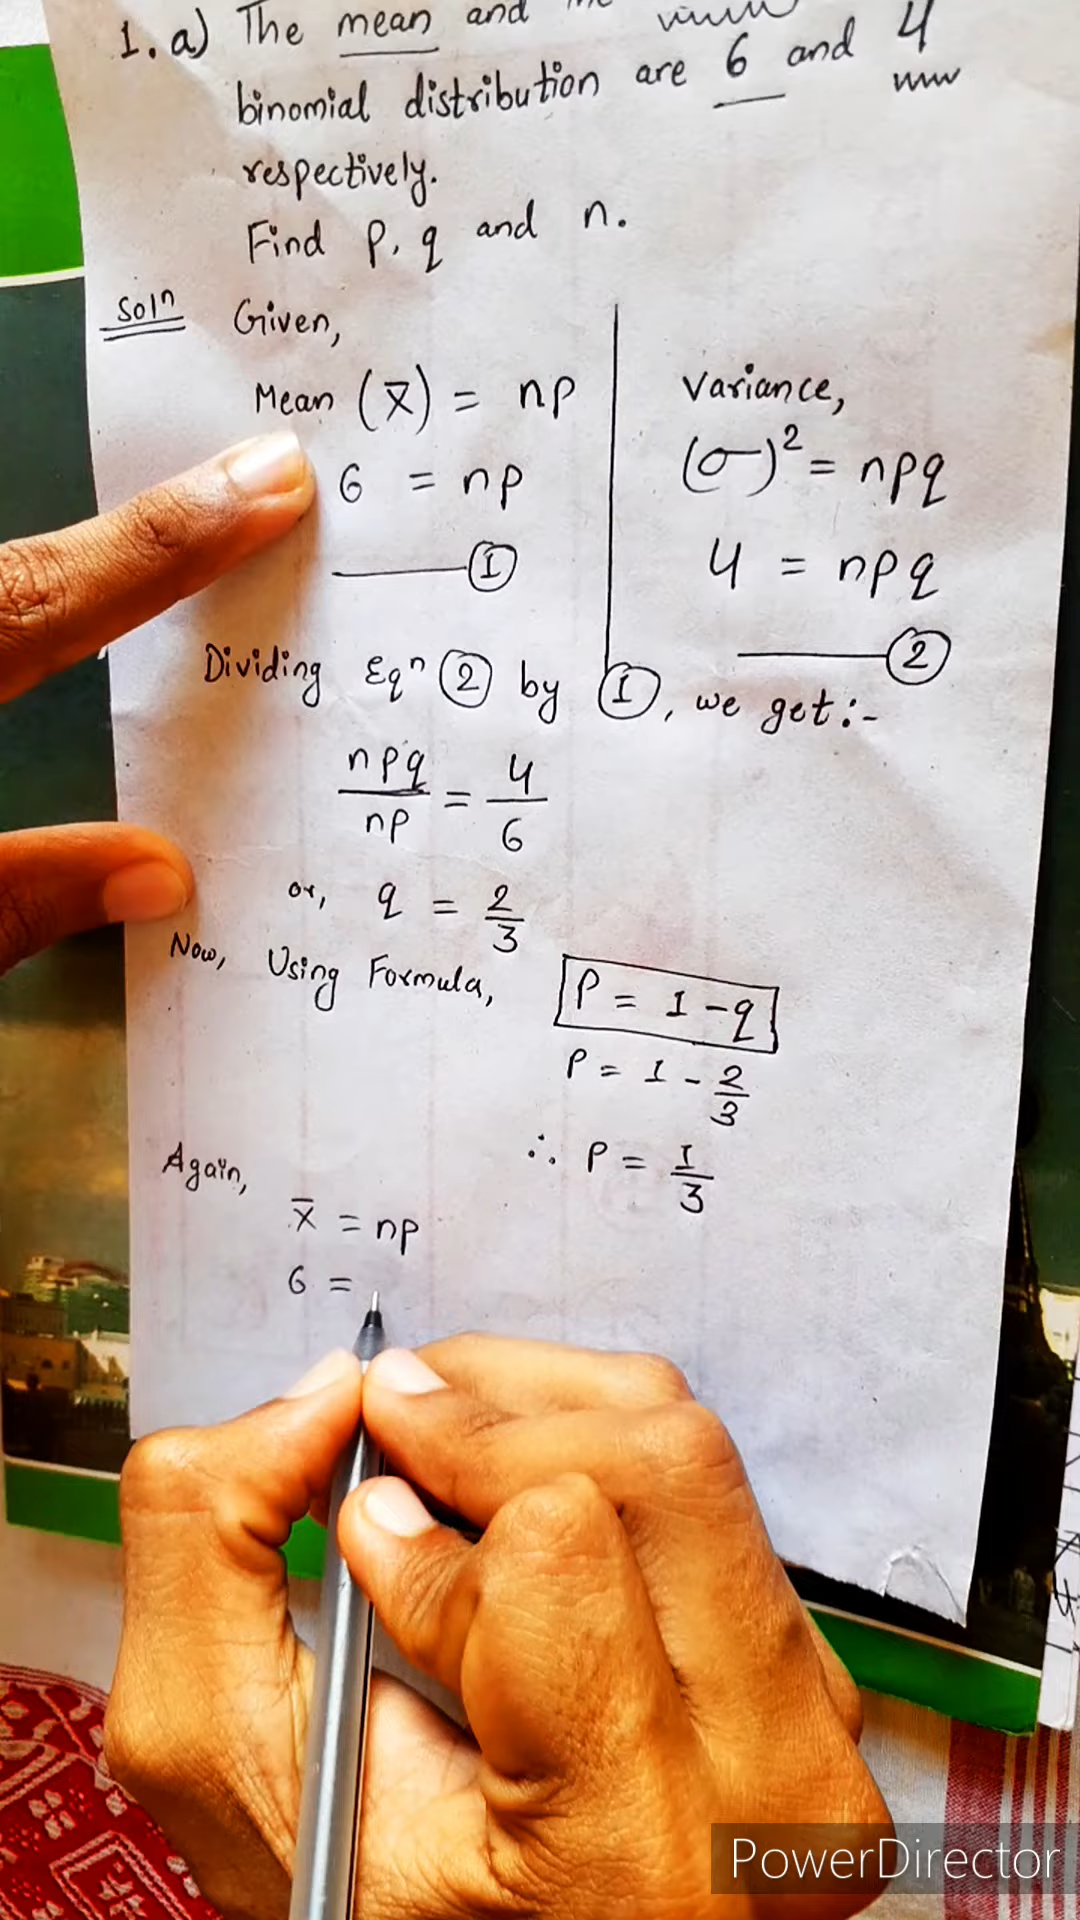 1. a) The mean and
binomial distribution are 6 and 4
respectively.
Find p, q and n.
Solⁿ Given,
Mean (x̄) = np
6 = np
①
Variance,
(σ)² = npq
4 = npq
②
Dividing Eqⁿ ② by ①, we get:-
npq/np = 4/6
or, q = 2/3
Now, Using Formula, P = 1 - q
P = 1 - 2/3
∴ P = 1/3
Again,
x̄ = np
6 =
PowerDirector